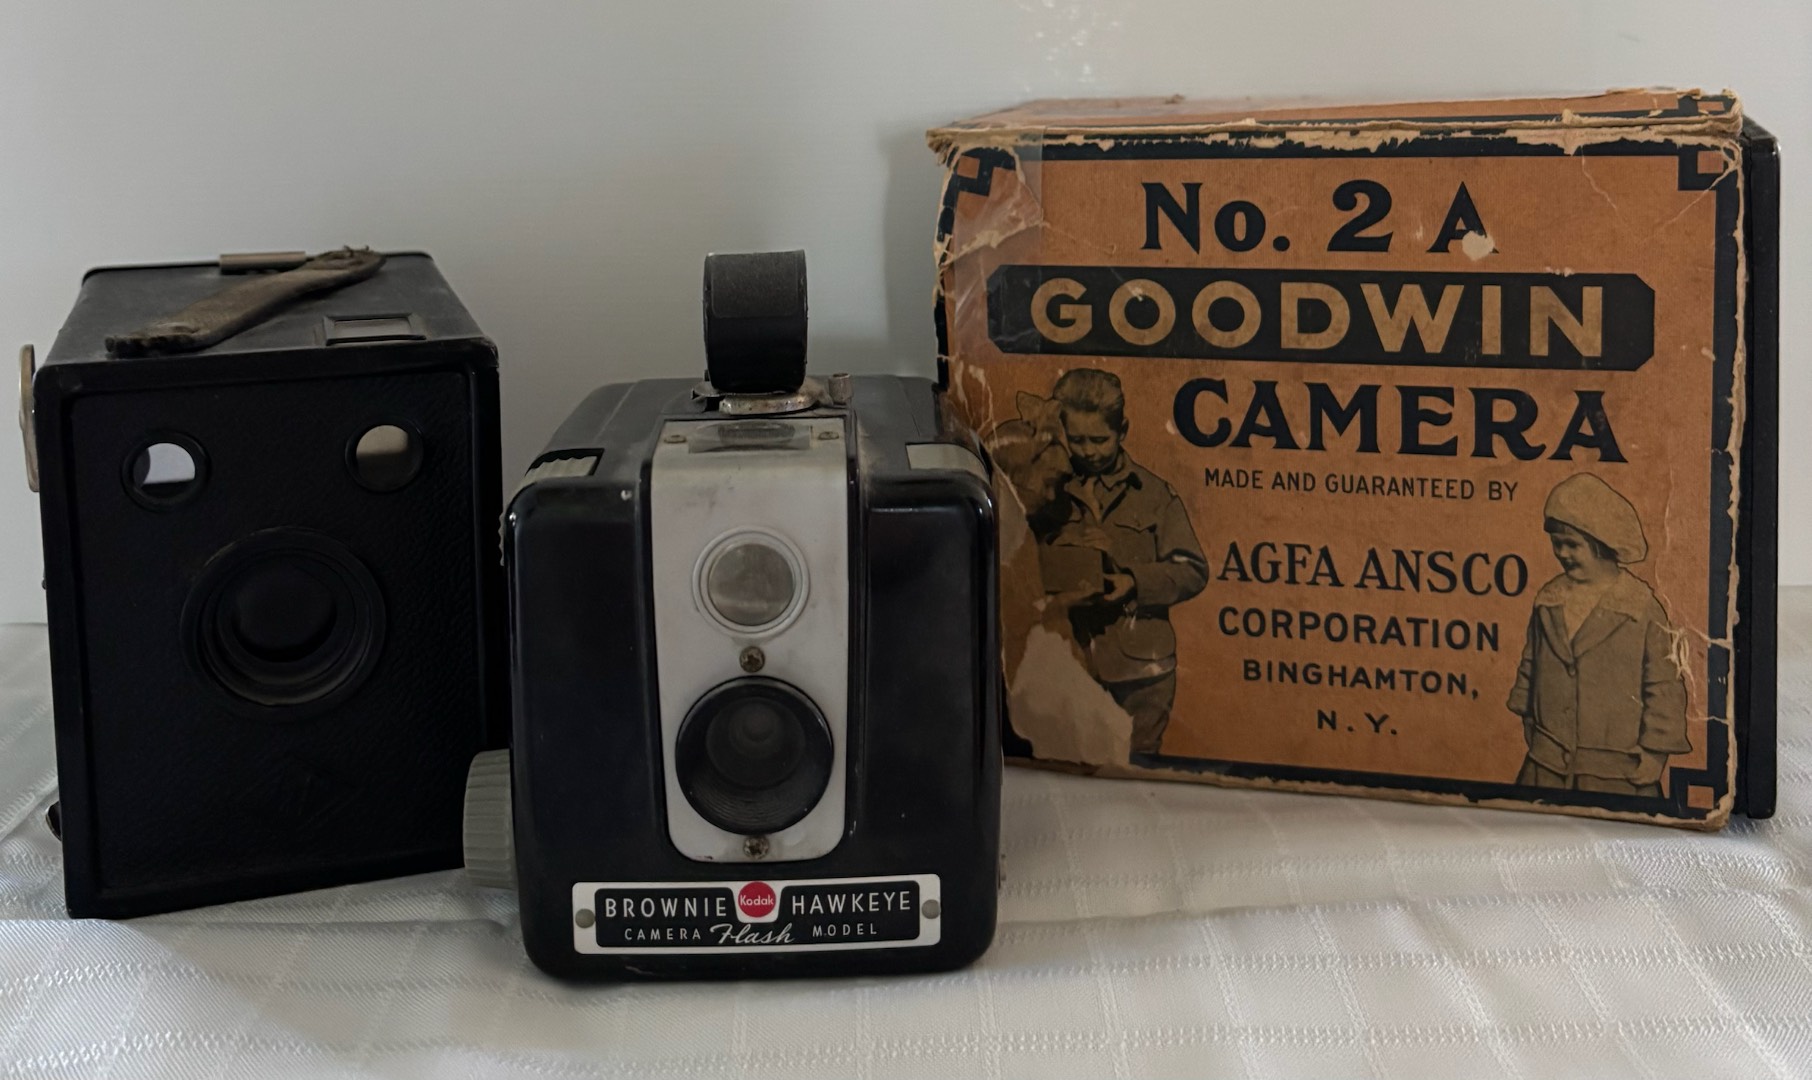 No. 2 A
GOODWIN
CAMERA
MADE AND GUARANTEED BY
AGFA ANSCO
CORPORATION
BINGHAMTON,
N. Y.
BROWNIE Kodak HAWKEYE
CAMERA Flash MODEL